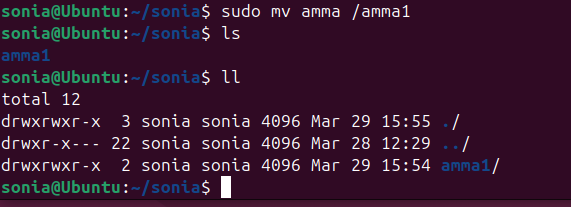 sonia@Ubuntu:~/sonia$ sudo mv amma /amma1
sonia@Ubuntu:~/sonia$ ls
amma1
sonia@Ubuntu:~/sonia$ ll
total 12
drwxrwxr-x  3 sonia sonia 4096 Mar 29 15:55 ./
drwxr-x--- 22 sonia sonia 4096 Mar 28 12:29 ../
drwxrwxr-x  2 sonia sonia 4096 Mar 29 15:54 amma1/
sonia@Ubuntu:~/sonia$